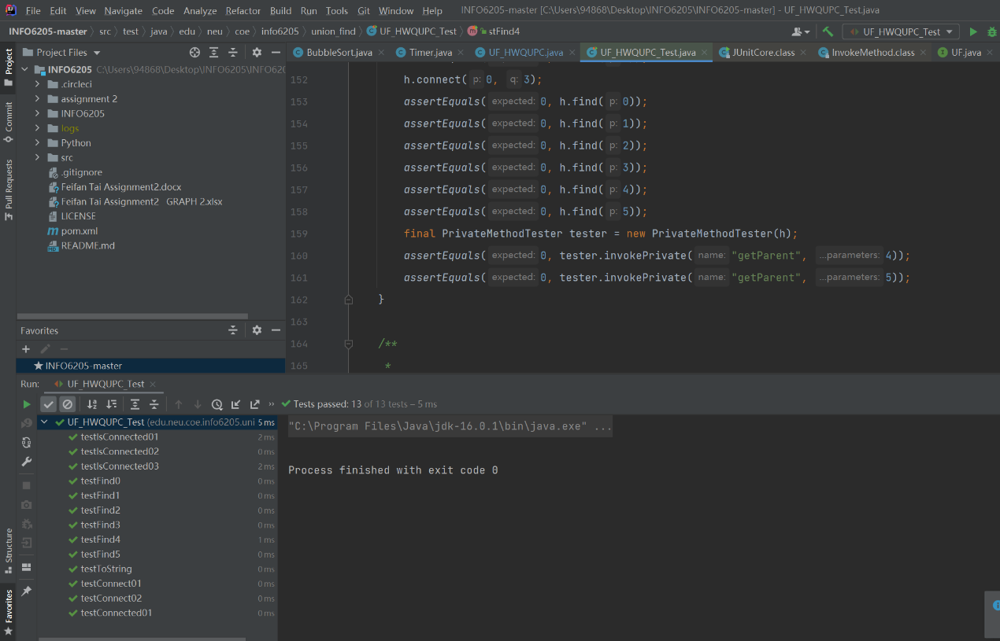 File Edit View Navigate Code Analyze Refactor Build Run Tools Git Window Help INFO6205-master [C:\Users\94868\Desktop\INFO6205\INFO6205-master] - UF_HWQUPC_Test.java
INFO6205-master src test java edu neu coe info6205 union_find UF_HWQUPC_Test stFind4 UF_HWQUPC_Test
Project Files
BubbleSort.java Timer.java UF_HWQUPC.java UF_HWQUPC_Test.java JUnitCore.class InvokeMethod.class UF.java
Project
Commit
Pull Requests
Structure
Favorites
INFO6205 C:\Users\94868\Desktop\INFO6205\INFO620
.circleci
assignment 2
INFO6205
logs
Python
src
.gitignore
Feifan Tai Assignment2.docx
Feifan Tai Assignment2 GRAPH 2.xlsx
LICENSE
pom.xml
README.md
Favorites
INFO6205-master
152 h.connect( p: 0, q: 3);
153 assertEquals( expected: 0, h.find( p: 0));
154 assertEquals( expected: 0, h.find( p: 1));
155 assertEquals( expected: 0, h.find( p: 2));
156 assertEquals( expected: 0, h.find( p: 3));
157 assertEquals( expected: 0, h.find( p: 4));
158 assertEquals( expected: 0, h.find( p: 5));
159 final PrivateMethodTester tester = new PrivateMethodTester(h);
160 assertEquals( expected: 0, tester.invokePrivate( name: "getParent", ...parameters: 4));
161 assertEquals( expected: 0, tester.invokePrivate( name: "getParent", ...parameters: 5));
162 }
163
164 /**
165 *
Run: UF_HWQUPC_Test
Tests passed: 13 of 13 tests – 5 ms
UF_HWQUPC_Test (edu.neu.coe.info6205.uni 5 ms
testIsConnected01 2 ms
testIsConnected02 0 ms
testIsConnected03 2 ms
testFind0 0 ms
testFind1 0 ms
testFind2 0 ms
testFind3 0 ms
testFind4 1 ms
testFind5 0 ms
testToString 0 ms
testConnect01 0 ms
testConnect02 0 ms
testConnected01 0 ms
"C:\Program Files\Java\jdk-16.0.1\bin\java.exe" ...
Process finished with exit code 0